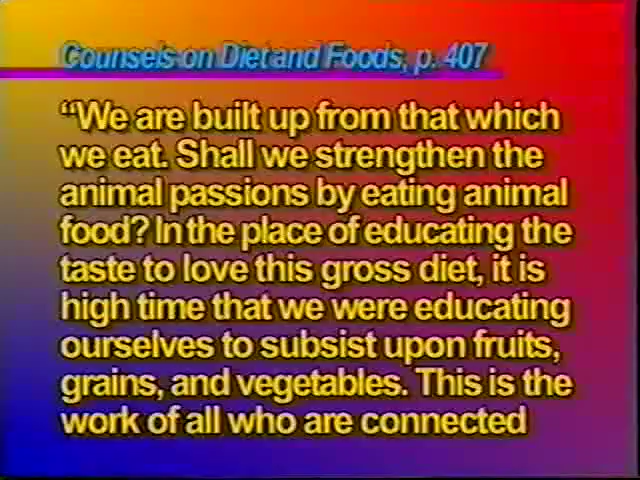 Counsels on Diet and Foods, p. 407
“We are built up from that which
we eat. Shall we strengthen the
animal passions by eating animal
food? In the place of educating the
taste to love this gross diet, it is
high time that we were educating
ourselves to subsist upon fruits,
grains, and vegetables. This is the
work of all who are connected